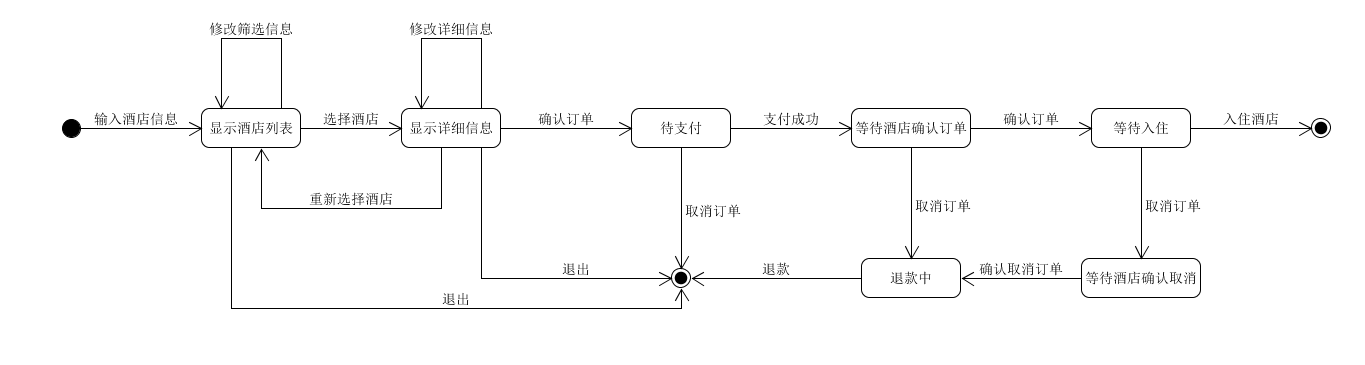 修改筛选信息
修改详细信息
输入酒店信息
显示酒店列表
选择酒店
显示详细信息
确认订单
待支付
支付成功
等待酒店确认订单
确认订单
等待入住
入住酒店
重新选择酒店
取消订单
取消订单
取消订单
退出
退款
退款中
确认取消订单
等待酒店确认取消
退出